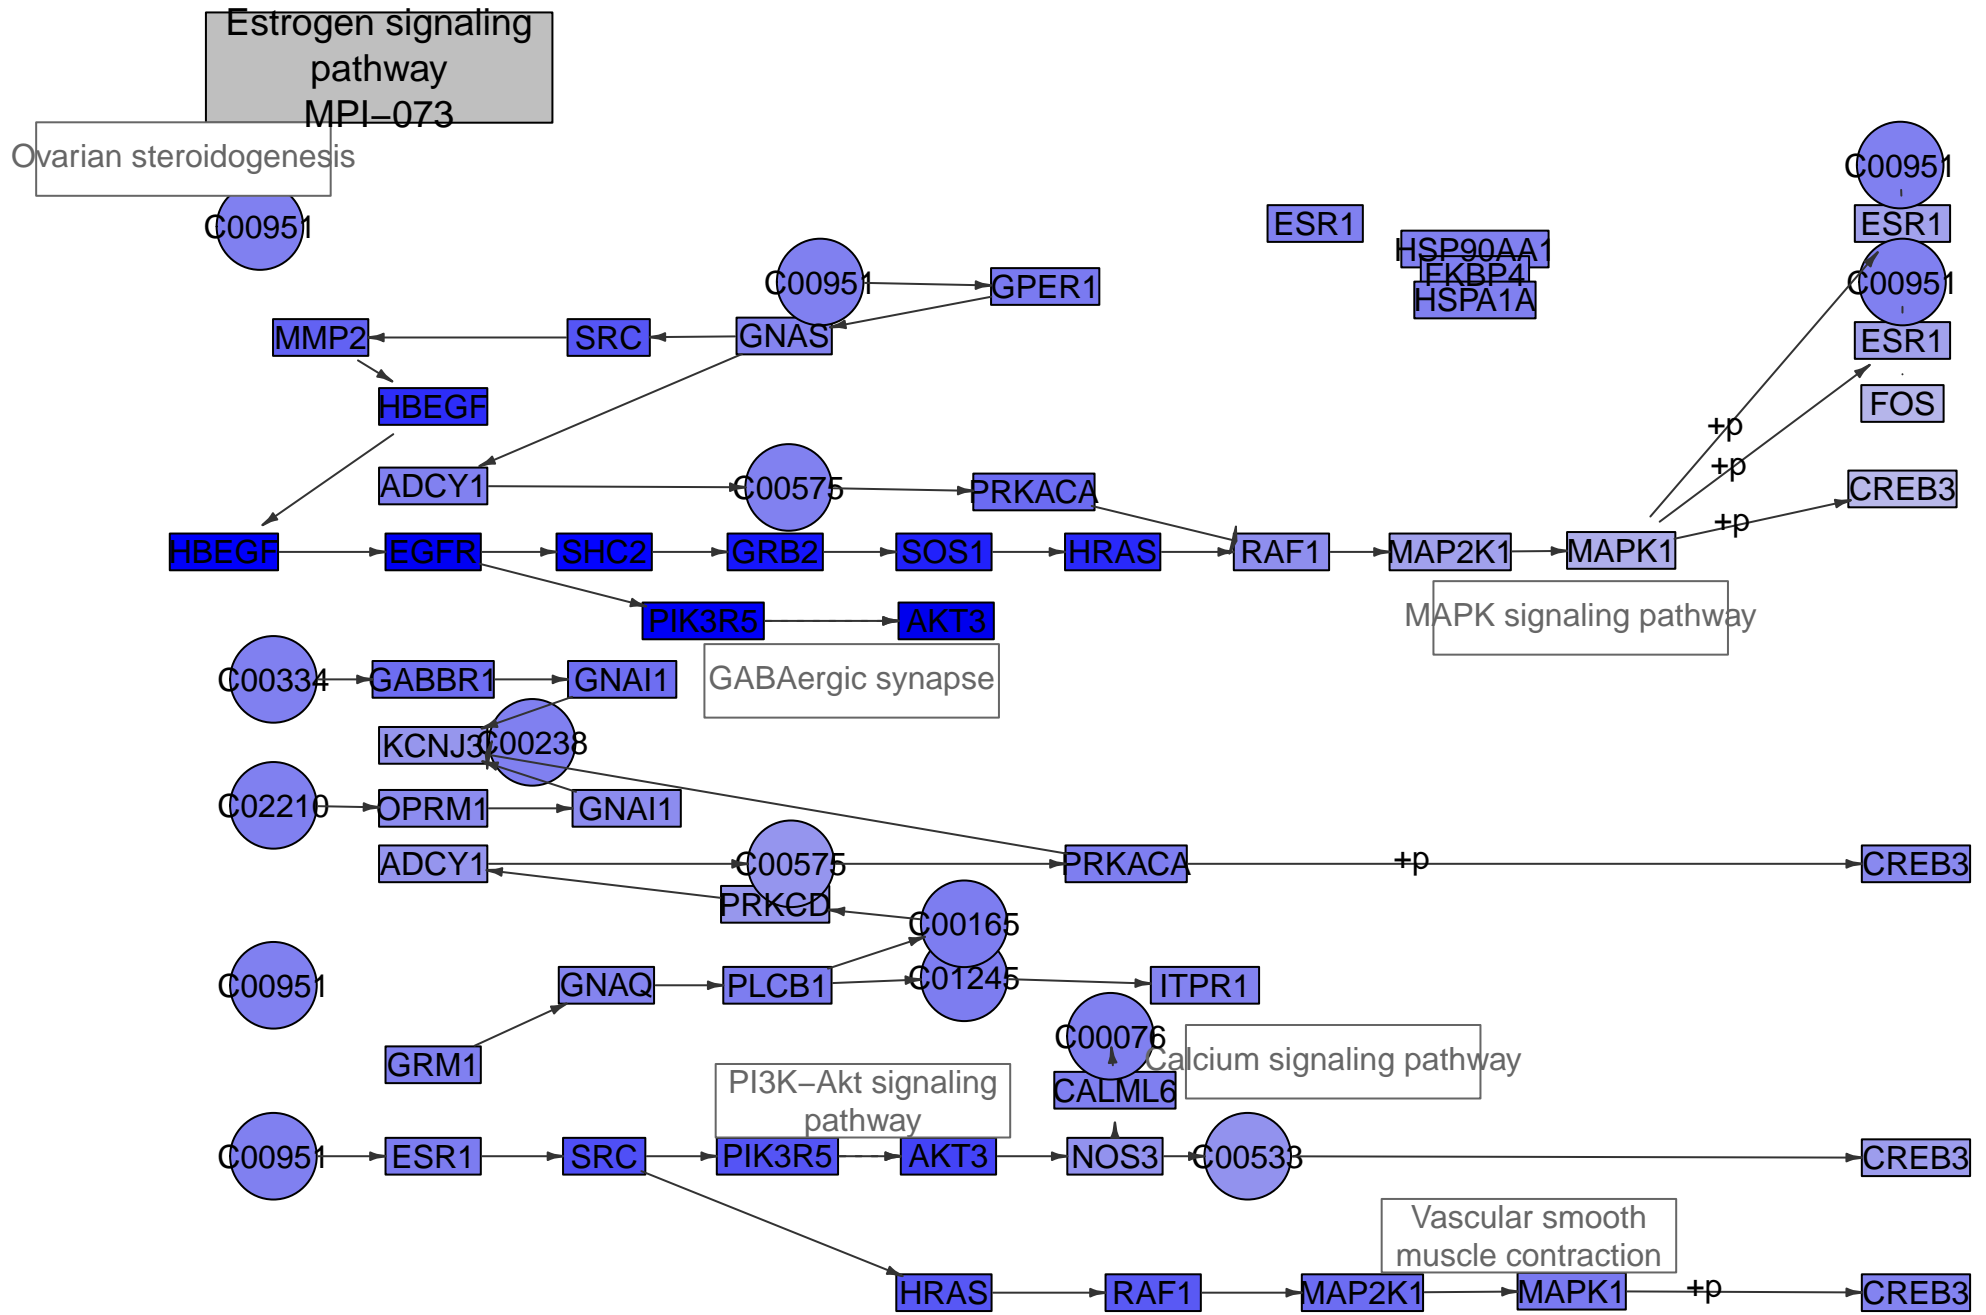 Estrogen signaling
pathway
MPI−073
Ovarian steroidogenesis
C00951
C00951
ESR1
ESR1
C00951
HSP90AA1
FKBP4
HSPA1A
C00951
GPER1
C00951
MMP2
SRC
GNAS
ESR1
HBEGF
FOS
+p
+p
ADCY1
C00575
PRKACA
CREB3
+p
HBEGF
EGFR
SHC2
GRB2
SOS1
HRAS
RAF1
MAP2K1
MAPK1
PIK3R5
AKT3
MAPK signaling pathway
C00334
GABBR1
GNAI1
GABAergic synapse
KCNJ3
C00238
C02210
OPRM1
GNAI1
ADCY1
C00575
PRKACA
+p
CREB3
PRKCD
C00165
C00951
GNAQ
PLCB1
C01245
ITPR1
C00076
Calcium signaling pathway
GRM1
PI3K−Akt signaling
pathway
CALML6
C00951
ESR1
SRC
PIK3R5
AKT3
NOS3
C00533
CREB3
Vascular smooth
muscle contraction
HRAS
RAF1
MAP2K1
MAPK1
+p
CREB3